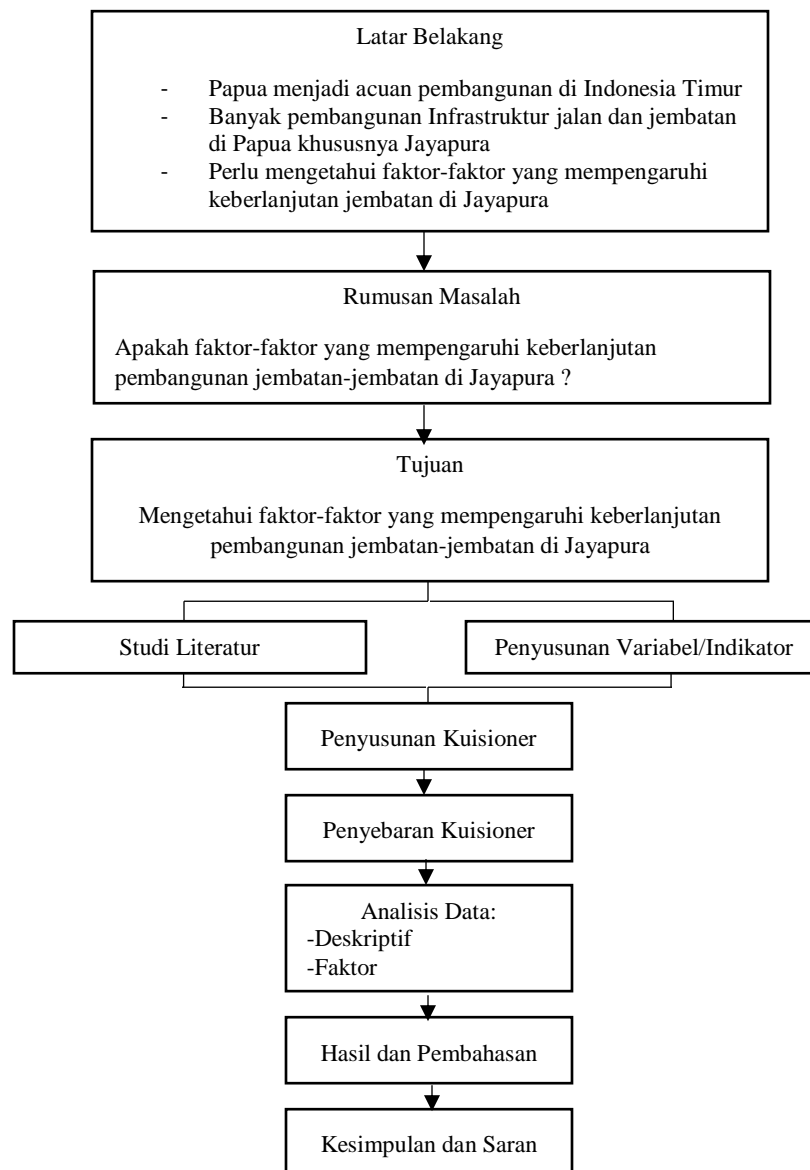 Latar Belakang
- Papua menjadi acuan pembangunan di Indonesia Timur
- Banyak pembangunan Infrastruktur jalan dan jembatan
di Papua khususnya Jayapura
- Perlu mengetahui faktor-faktor yang mempengaruhi
keberlanjutan jembatan di Jayapura
Rumusan Masalah
Apakah faktor-faktor yang mempengaruhi keberlanjutan
pembangunan jembatan-jembatan di Jayapura ?
Tujuan
Mengetahui faktor-faktor yang mempengaruhi keberlanjutan
pembangunan jembatan-jembatan di Jayapura
Studi Literatur
Penyusunan Variabel/Indikator
Penyusunan Kuisioner
Penyebaran Kuisioner
Analisis Data:
-Deskriptif
-Faktor
Hasil dan Pembahasan
Kesimpulan dan Saran